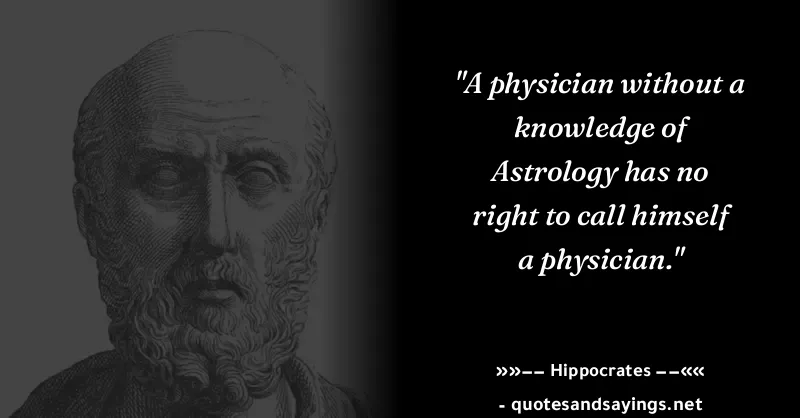 "A physician without a
knowledge of
Astrology has no
right to call himself
a physician."
»»−− Hippocrates −−««
- quotesandsayings.net